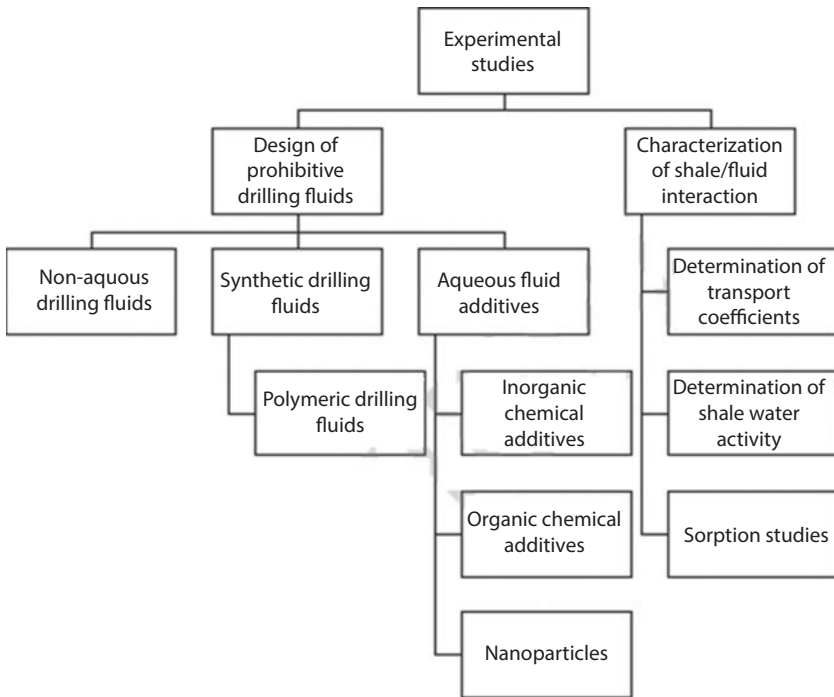 Experimental
studies
Design of
prohibitive
drilling fluids
Characterization
of shale/fluid
interaction
Non-aquous
drilling fluids
Synthetic drilling
fluids
Aqueous fluid
additives
Determination of
transport
coefficients
Polymeric drilling
fluids
Inorganic
chemical
additives
Determination of
shale water
activity
Organic chemical
additives
Sorption studies
Nanoparticles